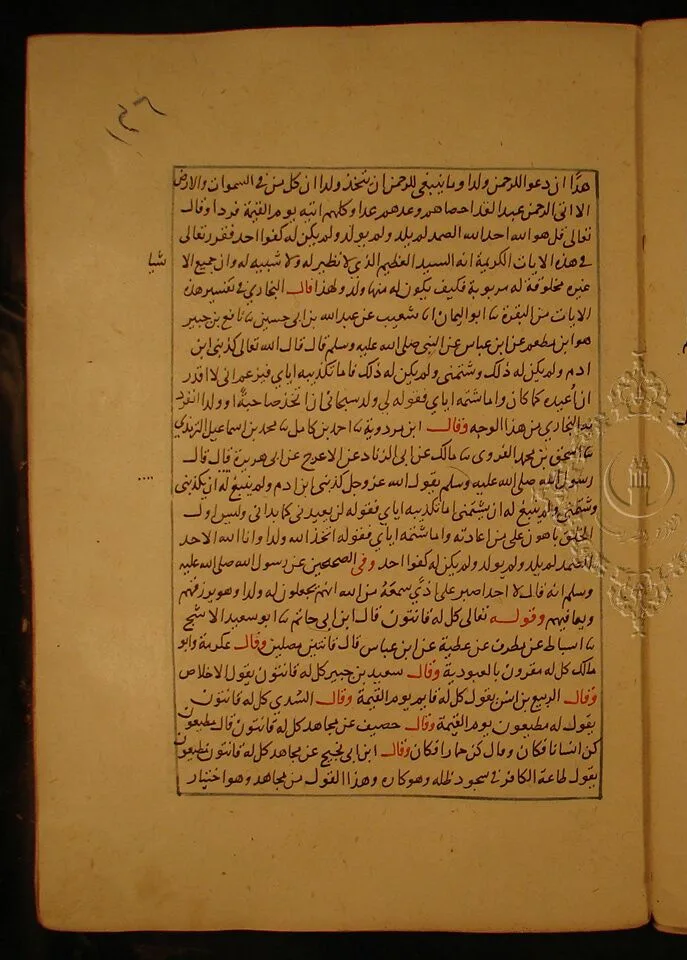 ١٥٦
هدًا ان دعوا للرحمن ولدا وما ينبغي للرحمن ان يتخذ ولدا ان كل من في السموات والارض
الا اتى الرحمن عبدا لقد احصاهم وعدهم عدا وكلهم اتيه يوم القيمة فردا وقال
تعالى قل هو الله احد الله الصمد لم يلد ولم يولد ولم يكن له كفوا احد فقرر تعالى
في هذه الايات الكريمة انه السيد العظيم الذي لا نظير له ولا شبيه له وان جميع الا
شيا
غيره مخلوقة له مربوبة فكيف يكون له منها ولد ولهذا قال البخاري في تفسير هذه
الايات من البقرة ثنا ابو اليمان انا شعيب عن عبد الله بن ابي حسين ثنا نافع بن جبير
هو ابن مطعم عن ابن عباس عن النبي صلى الله عليه وسلم قال قال الله تعالى كذبني ابن
ادم ولم يكن له ذلك وشتمني ولم يكن له ذلك فاما تكذيبه اياي فيزعم اني لا اقدر
ان أعيده كما كان واما شتمه اياي فقوله لي ولد سبحاني ان اتخذ صاحبة او ولدا انفرد
به البخاري من هذا الوجه وقال ابن مردوية ثنا احمد بن كامل ثنا محمد بن اسماعيل الترمذي
ثنا اسحق بن محمد الفروي ثنا مالك عن ابي الزناد عن الاعرج عن ابي هريرة قال قال
رسول الله صلى الله عليه وسلم يقول الله عز وجل كذبني ابن ادم ولم ينبغ له ان يكذبني
وشتمني ولم ينبغ له ان يشتمني اما تكذيبه اياي فقوله لن يعيدني كما بداني وليس اول
الخلق باهون علي من اعادته واما شتمه اياي فقوله اتخذ الله ولدا وانا الله الاحد
الصمد لم يلد ولم يولد ولم يكن له كفوا احد وفي الصحيحين عن رسول الله صلى الله عليه
وسلم انه قال لا احد اصبر على اذًي سمعَهُ من الله انهم يجعلون له ولدا وهو يرزقهم
ويعافيهم وقوله تعالى كل له قانتون قال ابن ابي حاتم ثنا ابو سعيد الاشج
ثنا اسباط عن مطرف عن عطية عن ابن عباس قال قانتين مصلين وقال عكرمة وابو
مالك كل له مقرون بالعبودية وقال سعيد بن جبير كل له قانتون يقول الاخلاص
وقال الربيع بن انس يقول كل له قايم يوم القيمة وقال السُدي كل له قانتون
يقول له مطيعون يوم القيمة وقال خصيف عن مجاهد كل له قانتون قال مطيعون
كن انسانا فكان وقال كن حمارا فكان وقال ابن ابي نجيح عن مجاهد كل له قانتون مطيعون
يقول طاعة الكافر في سجود ظله وهو كاره وهذا القول من مجاهد وهو اختيار